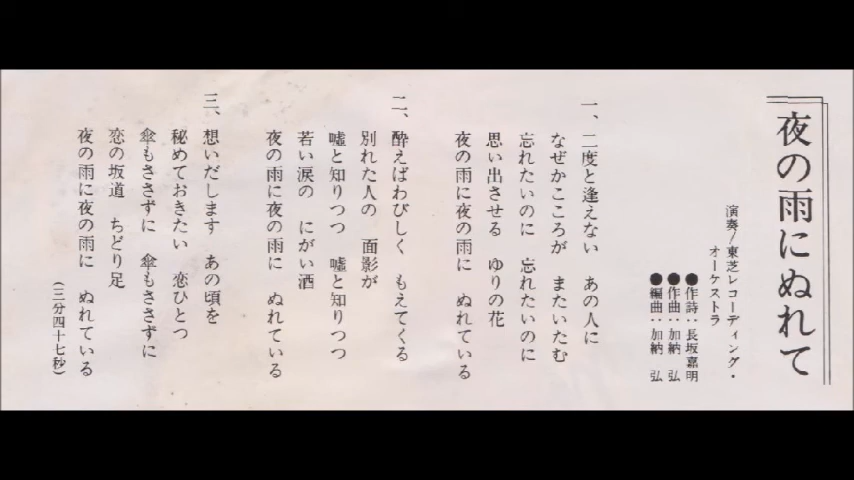 夜の雨にぬれて
演奏/東芝レコーディング・
オーケストラ
●作詩:長坂嘉明
●作曲:加納 弘
●編曲:加納 弘
一、二度と逢えない あの人に
なぜかこころが またいたむ
忘れたいのに 忘れたいのに
思い出させる ゆりの花
夜の雨に夜の雨に ぬれている
二、酔えばわびしく もえてくる
別れた人の 面影が
嘘と知りつつ 嘘と知りつつ
若い涙の にがい酒
夜の雨に夜の雨に ぬれている
三、想いだします あの頃を
秘めておきたい 恋ひとつ
傘もささずに 傘もささずに
恋の坂道 ちどり足
夜の雨に夜の雨に ぬれている
(三分四十七秒)